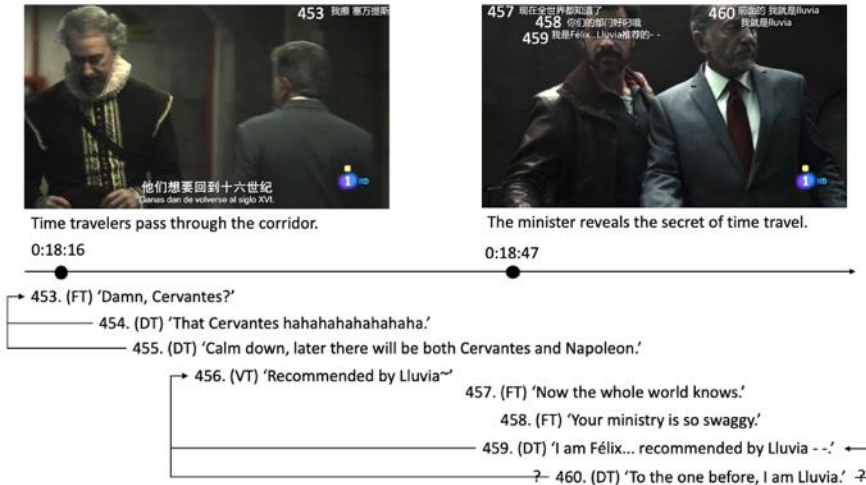 453 我擦 塞万提斯
他们想要回到十六世纪
Ganas dan de volverse al siglo XVI.
1 HD
457 现在全世界都知道了
458 你们的部门好叼哦
459 我是Félix...Lluvia推荐的- -
460 前面的 我就是lluvia
我就是lluvia
1 HD
Time travelers pass through the corridor.
The minister reveals the secret of time travel.
0:18:16
0:18:47
453. (FT) ‘Damn, Cervantes?’
454. (DT) ‘That Cervantes hahahahahahahaha.’
455. (DT) ‘Calm down, later there will be both Cervantes and Napoleon.’
456. (VT) ‘Recommended by Lluvia~’
457. (FT) ‘Now the whole world knows.’
458. (FT) ‘Your ministry is so swaggy.’
459. (DT) ‘I am Félix... recommended by Lluvia - -.’
? 460. (DT) ‘To the one before, I am Lluvia.’ ?